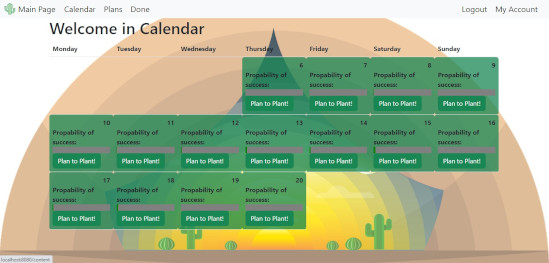 Main Page Calendar Plans Done Logout My Account
Welcome in Calendar
Monday Tuesday Wednesday Thursday Friday Saturday Sunday
6 7 8 9
Propability of Propability of Propability of Propability of
success: success: success: success:
Plan to Plant! Plan to Plant! Plan to Plant! Plan to Plant!
10 11 12 13 14 15 16
Propability of Propability of Propability of Propability of Propability of Propability of Propability of
success: success: success: success: success: success: success:
Plan to Plant! Plan to Plant! Plan to Plant! Plan to Plant! Plan to Plant! Plan to Plant! Plan to Plant!
17 18 19 20
Propability of Propability of Propability of Propability of
success: success: success: success:
Plan to Plant! Plan to Plant! Plan to Plant! Plan to Plant!